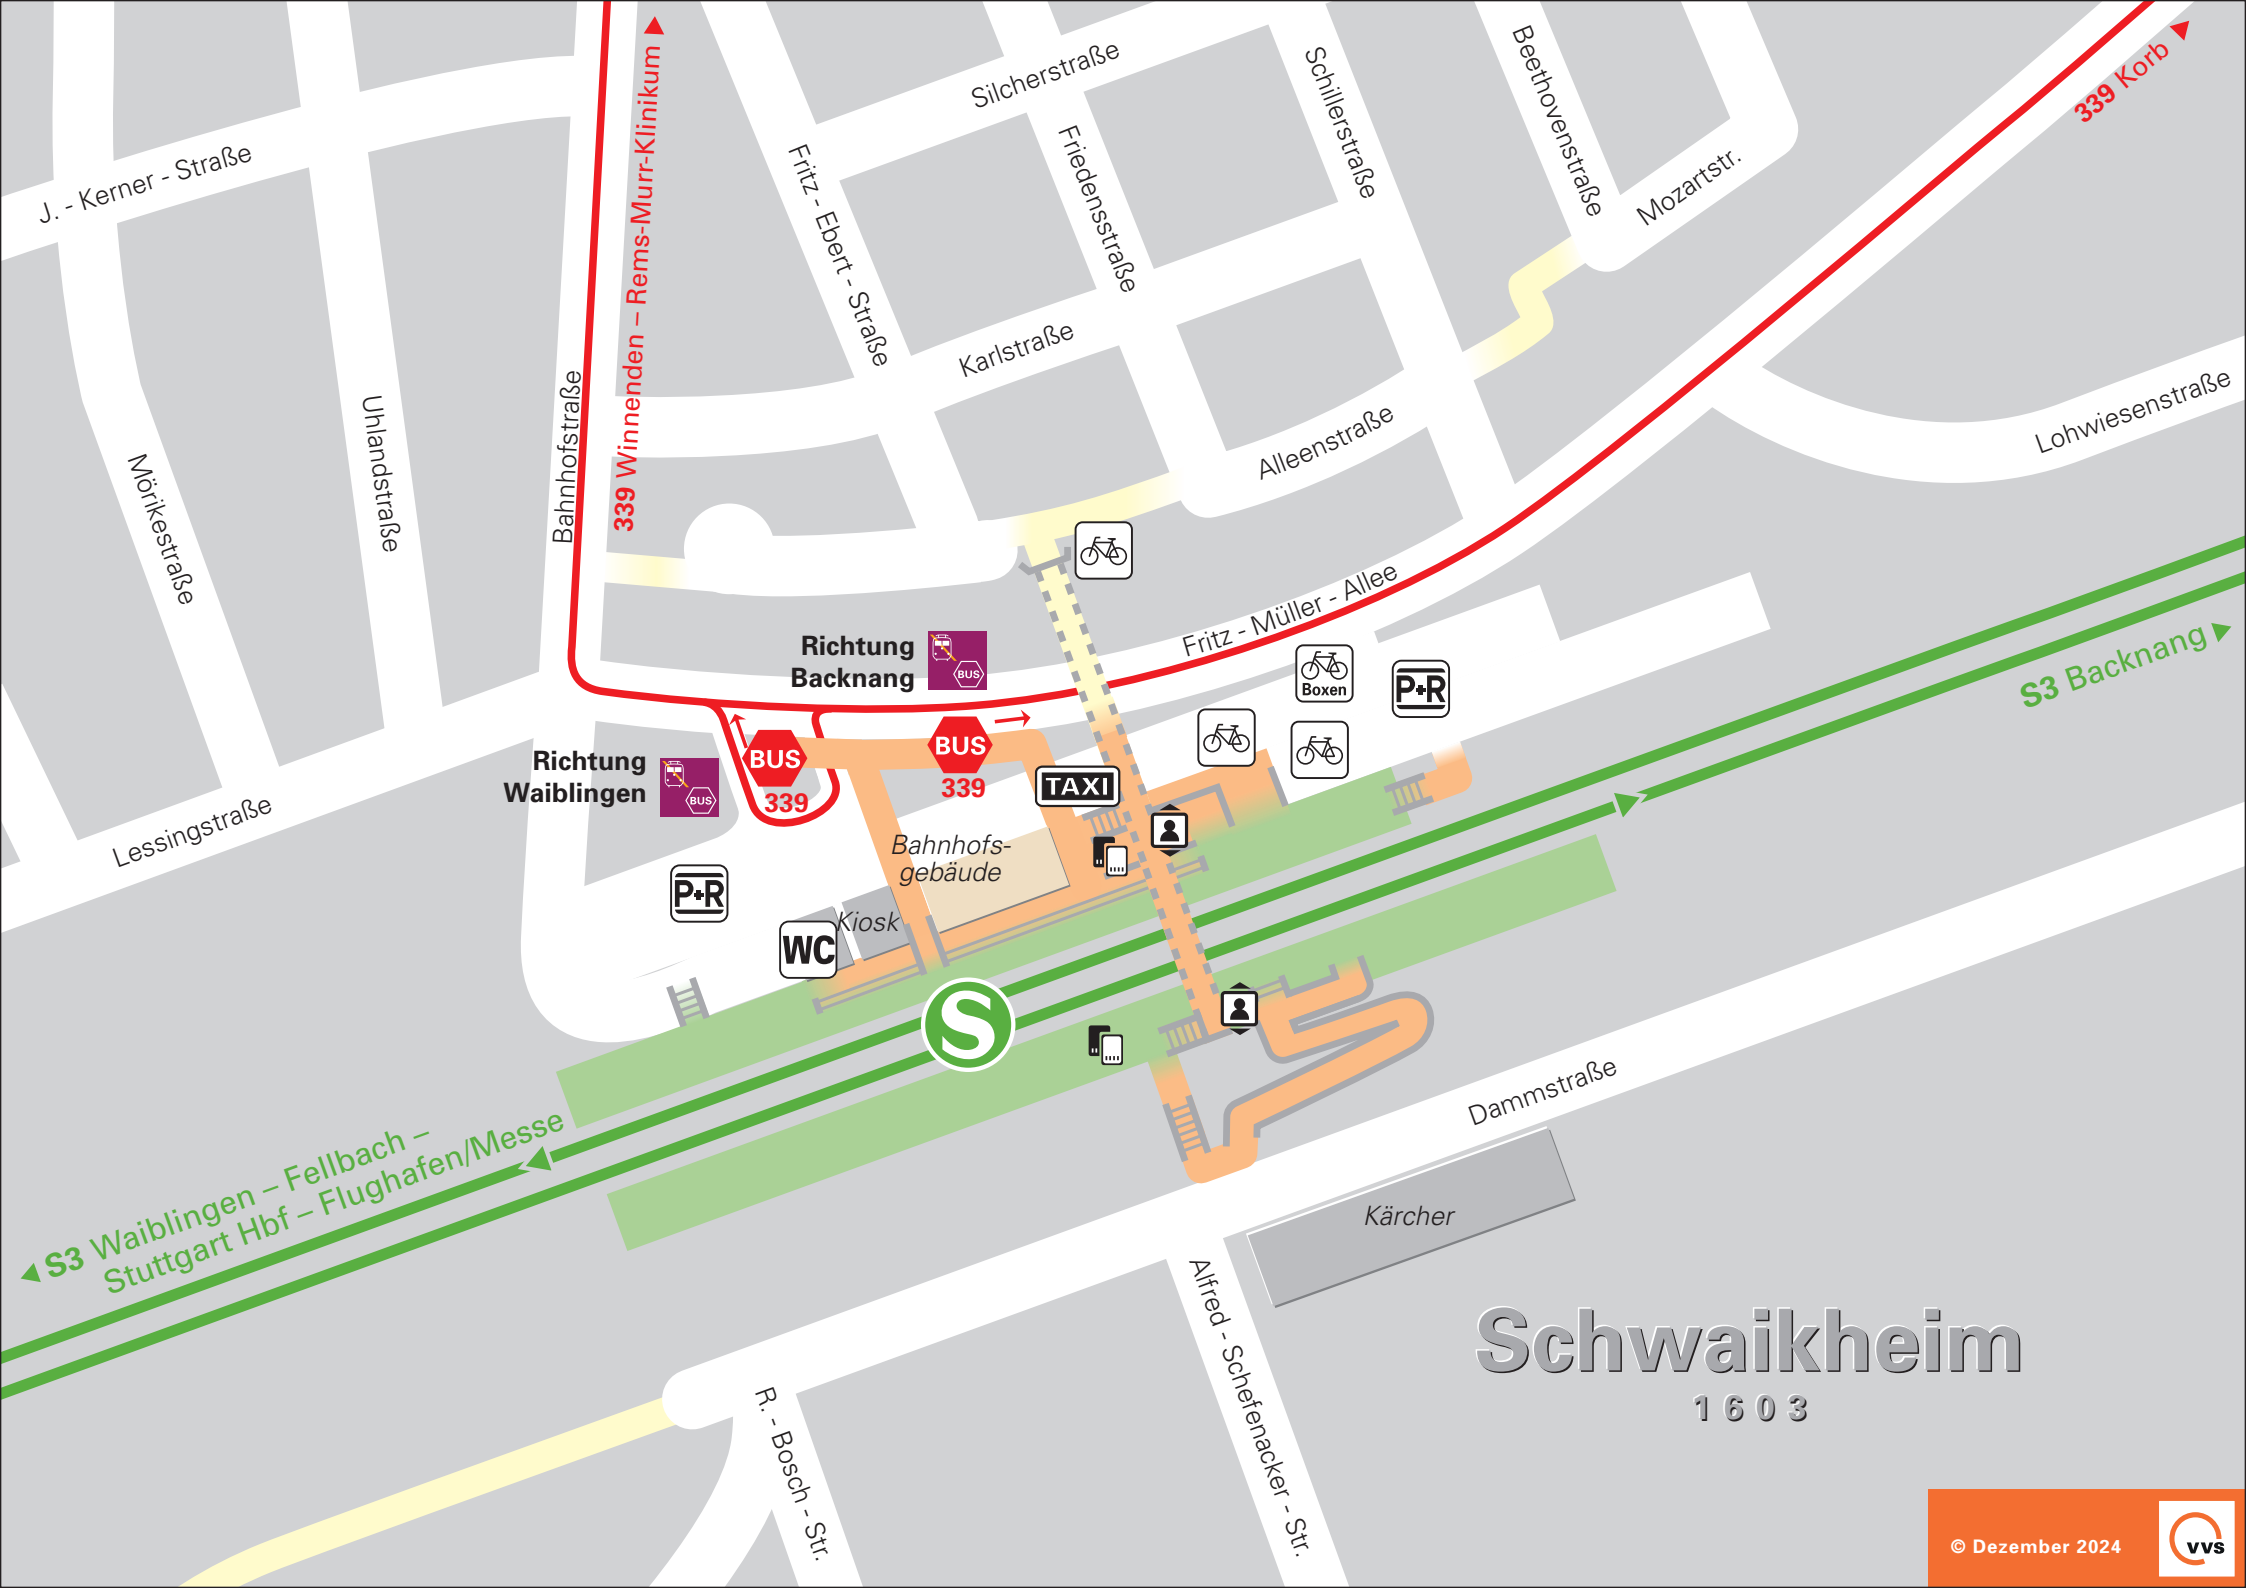 339 Winnenden – Rems-Murr-Klinikum
339 Korb
Silcherstraße
Schillerstraße
Beethovenstraße
Mozartstr.
J. - Kerner - Straße
Fritz - Ebert - Straße
Friedensstraße
Karlstraße
Bahnhofstraße
Uhlandstraße
Mörikestraße
Alleenstraße
Lohwiesenstraße
Fritz - Müller - Allee
Richtung
Backnang
BUS
Boxen
P+R
S3 Backnang
Richtung
Waiblingen
BUS
BUS
339
BUS
339
TAXI
Lessingstraße
Bahnhofs-
gebäude
P+R
Kiosk
WC
S
Dammstraße
S3 Waiblingen – Fellbach –
Stuttgart Hbf – Flughafen/Messe
Kärcher
Alfred - Schefenacker - Str.
R. - Bosch - Str.
Schwaikheim
1603
© Dezember 2024
VVS